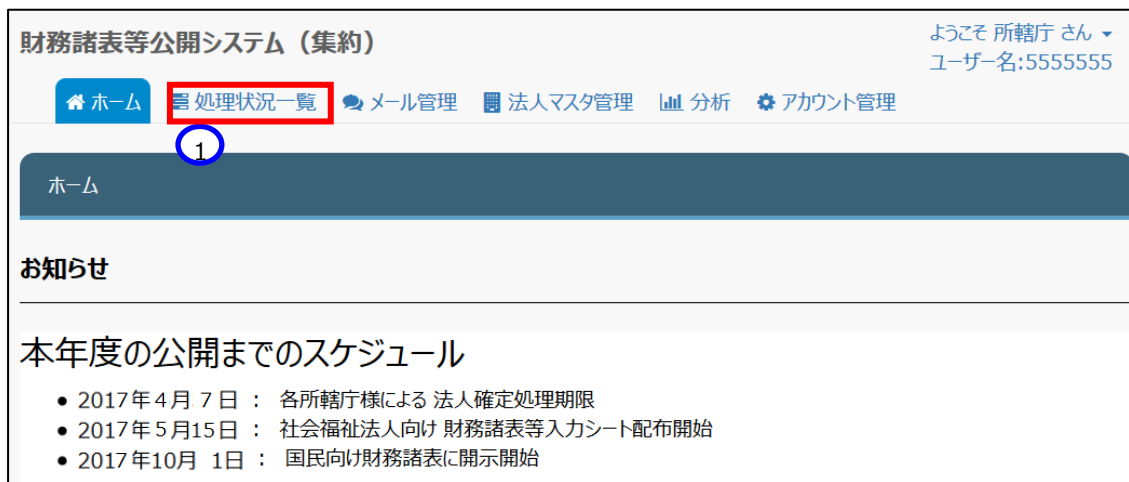 財務諸表等公開システム（集約）
ようこそ 所轄庁 さん
ユーザー名:5555555
ホーム 処理状況一覧 メール管理 法人マスタ管理 分析 アカウント管理
1
ホーム
お知らせ
本年度の公開までのスケジュール
● 2017年４月 7 日 ： 各所轄庁様による 法人確定処理期限
● 2017年５月15日 ： 社会福祉法人向け 財務諸表等入力シート配布開始
● 2017年10月 1日 ： 国民向け財務諸表に開示開始